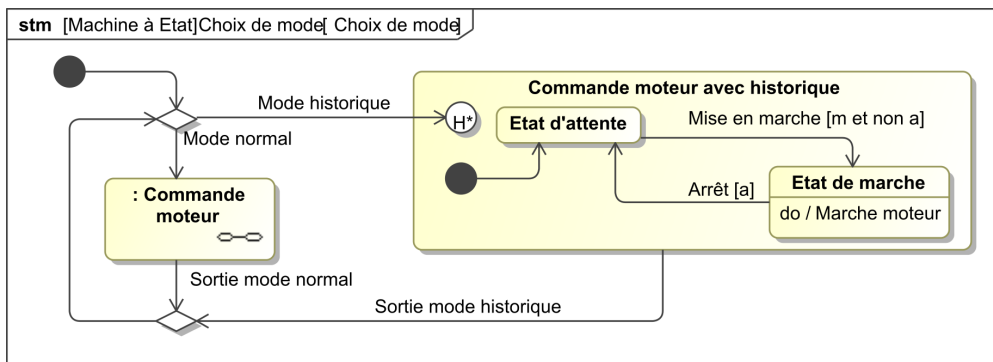 stm [Machine à Etat]Choix de mode[ Choix de mode]
Commande moteur avec historique
Mode historique
H*
Etat d'attente
Mise en marche [m et non a]
Mode normal
: Commande
moteur
Arrêt [a]
Etat de marche
do / Marche moteur
Sortie mode normal
Sortie mode historique